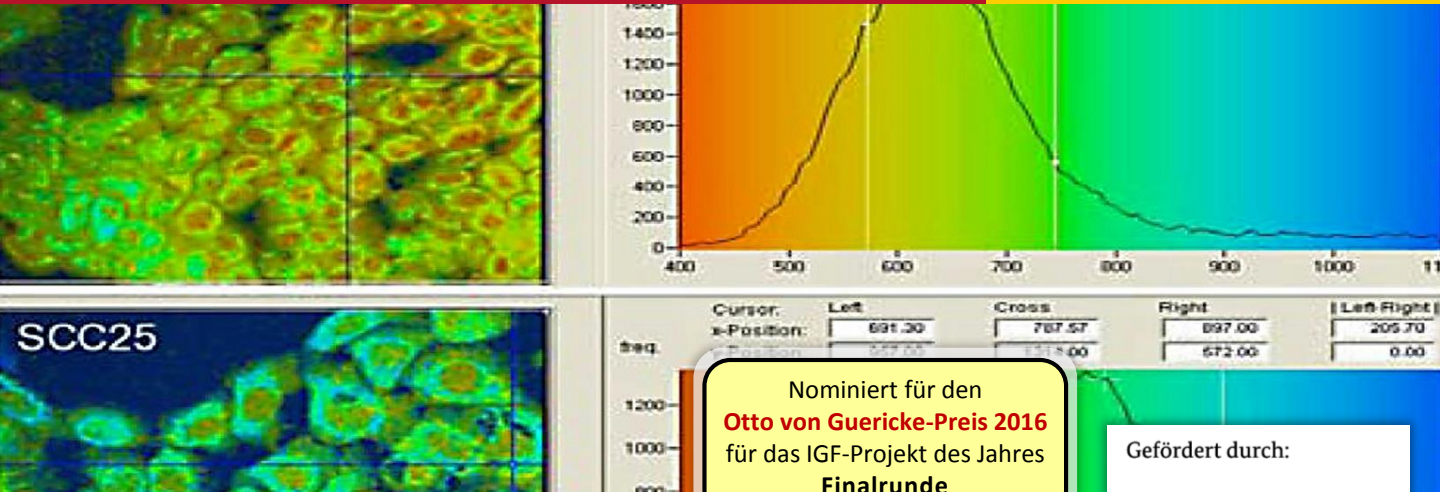 1400
1200
1000
800
600
400
200
0
400 500 600 700 800 900 1000
SCC25
Cursor: Left Cross Right | Left-Right |
x-Position: 691.30 787.57 897.00 205.70
572.00 0.00
freq
1200
1000
Nominiert für den
Otto von Guericke-Preis 2016
für das IGF-Projekt des Jahres
Finalrunde
Gefördert durch: